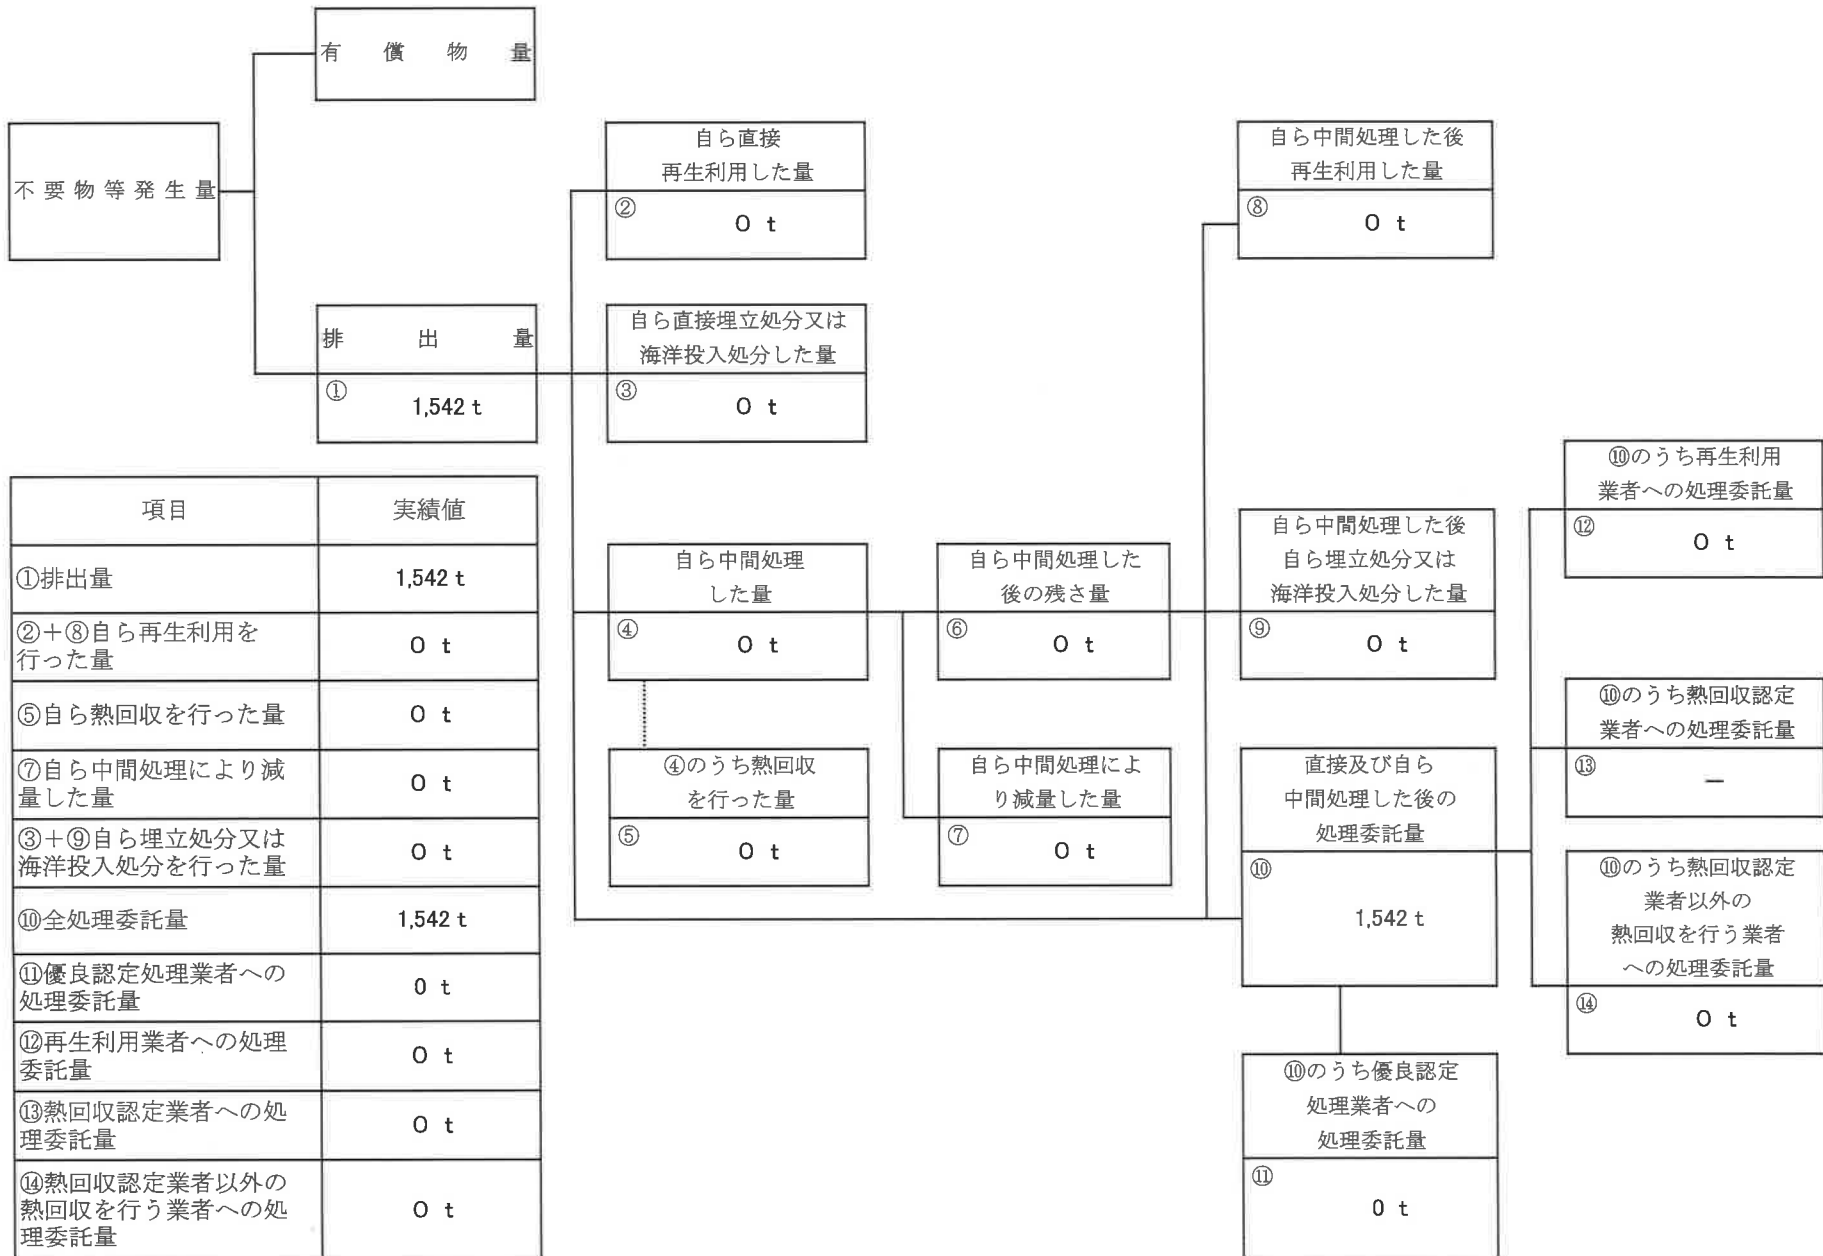 有償物量
不要物等発生量
排出量
① 1,542 t
自ら直接
再生利用した量
② 0 t
自ら直接埋立処分又は
海洋投入処分した量
③ 0 t
自ら中間処理
した量
④ 0 t
④のうち熱回収
を行った量
⑤ 0 t
自ら中間処理した
後の残さ量
⑥ 0 t
自ら中間処理によ
り減量した量
⑦ 0 t
自ら中間処理した後
再生利用した量
⑧ 0 t
自ら中間処理した後
自ら埋立処分又は
海洋投入処分した量
⑨ 0 t
直接及び自ら
中間処理した後の
処理委託量
⑩
1,542 t
⑩のうち優良認定
処理業者への
処理委託量
⑪
0 t
⑩のうち再生利用
業者への処理委託量
⑫ 0 t
⑩のうち熱回収認定
業者への処理委託量
⑬ ―
⑩のうち熱回収認定
業者以外の
熱回収を行う業者
への処理委託量
⑭ 0 t
項目 実績値
①排出量 1,542 t
②+⑧自ら再生利用を
行った量 0 t
⑤自ら熱回収を行った量 0 t
⑦自ら中間処理により減
量した量 0 t
③+⑨自ら埋立処分又は
海洋投入処分を行った量 0 t
⑩全処理委託量 1,542 t
⑪優良認定処理業者への
処理委託量 0 t
⑫再生利用業者への処理
委託量 0 t
⑬熱回収認定業者への処
理委託量 0 t
⑭熱回収認定業者以外の
熱回収を行う業者への処
理委託量 0 t